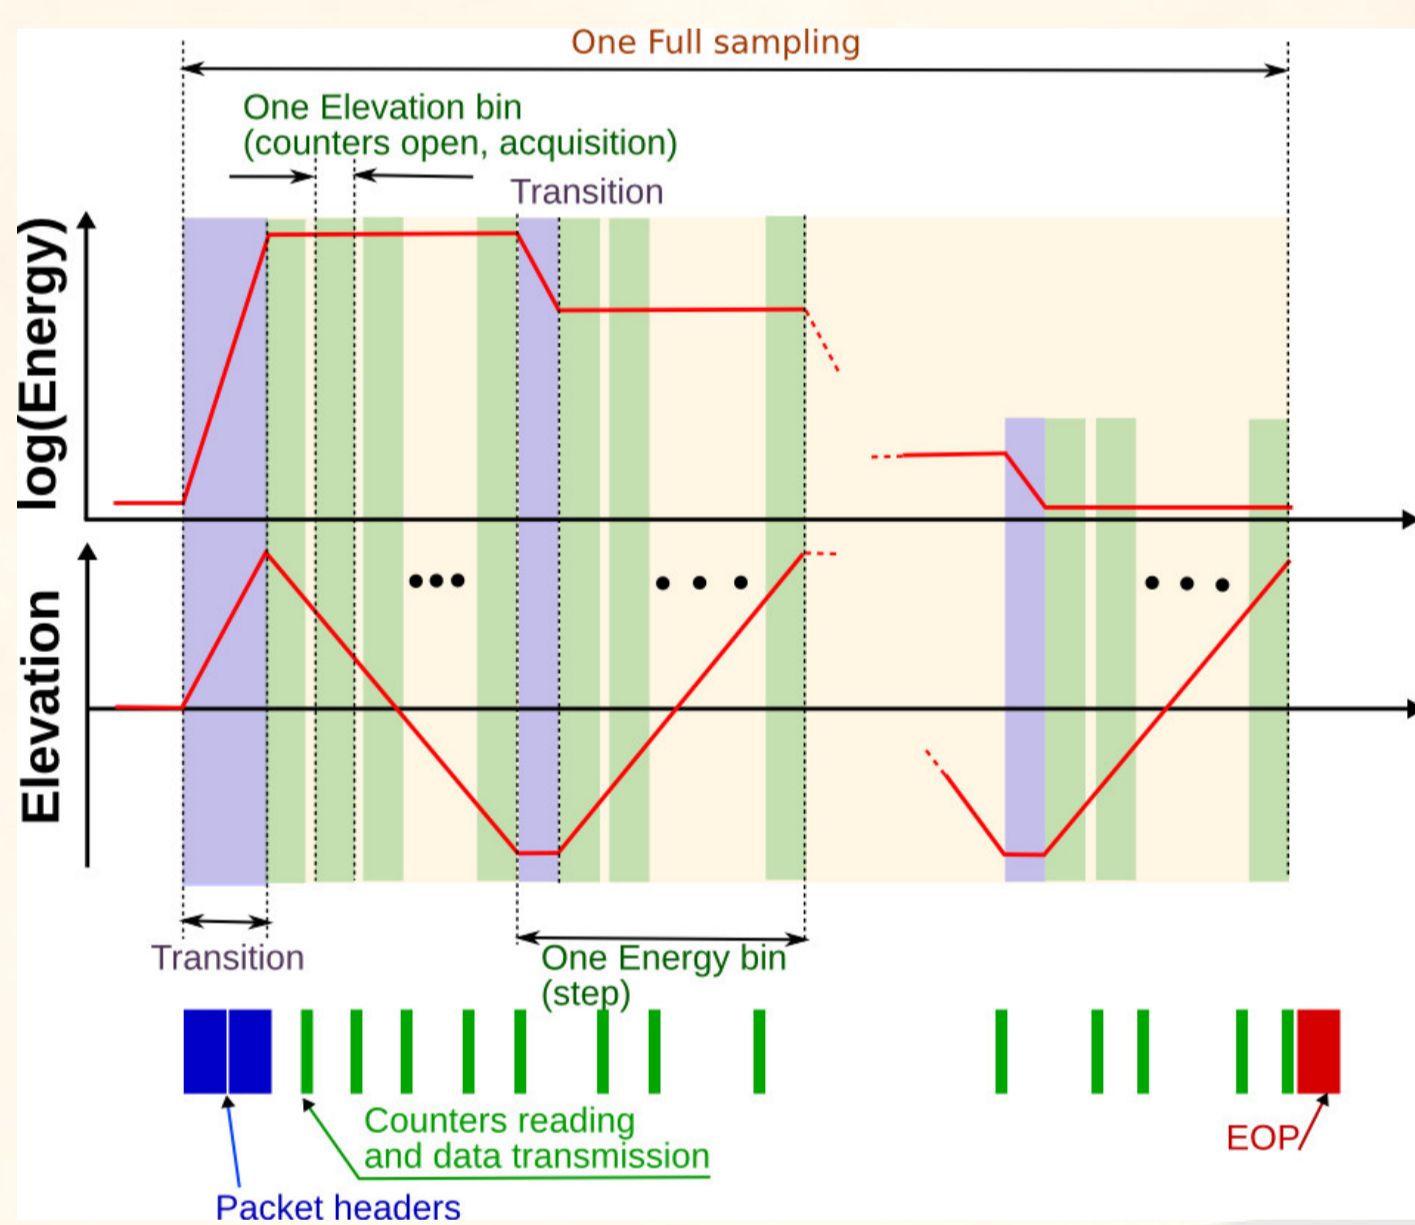 One Full sampling
One Elevation bin
(counters open, acquisition)
Transition
log(Energy)
Elevation
Transition
One Energy bin
(step)
Counters reading
and data transmission
EOP
Packet headers